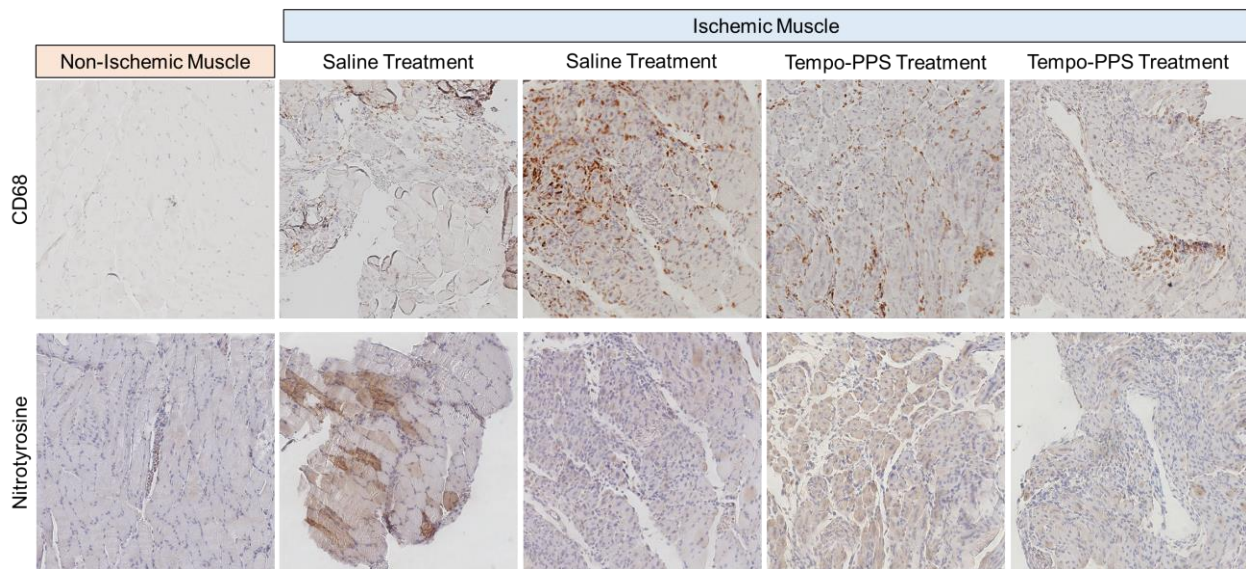 Ischemic Muscle
Non-Ischemic Muscle
Saline Treatment
Saline Treatment
Tempo-PPS Treatment
Tempo-PPS Treatment
CD68
Nitrotyrosine